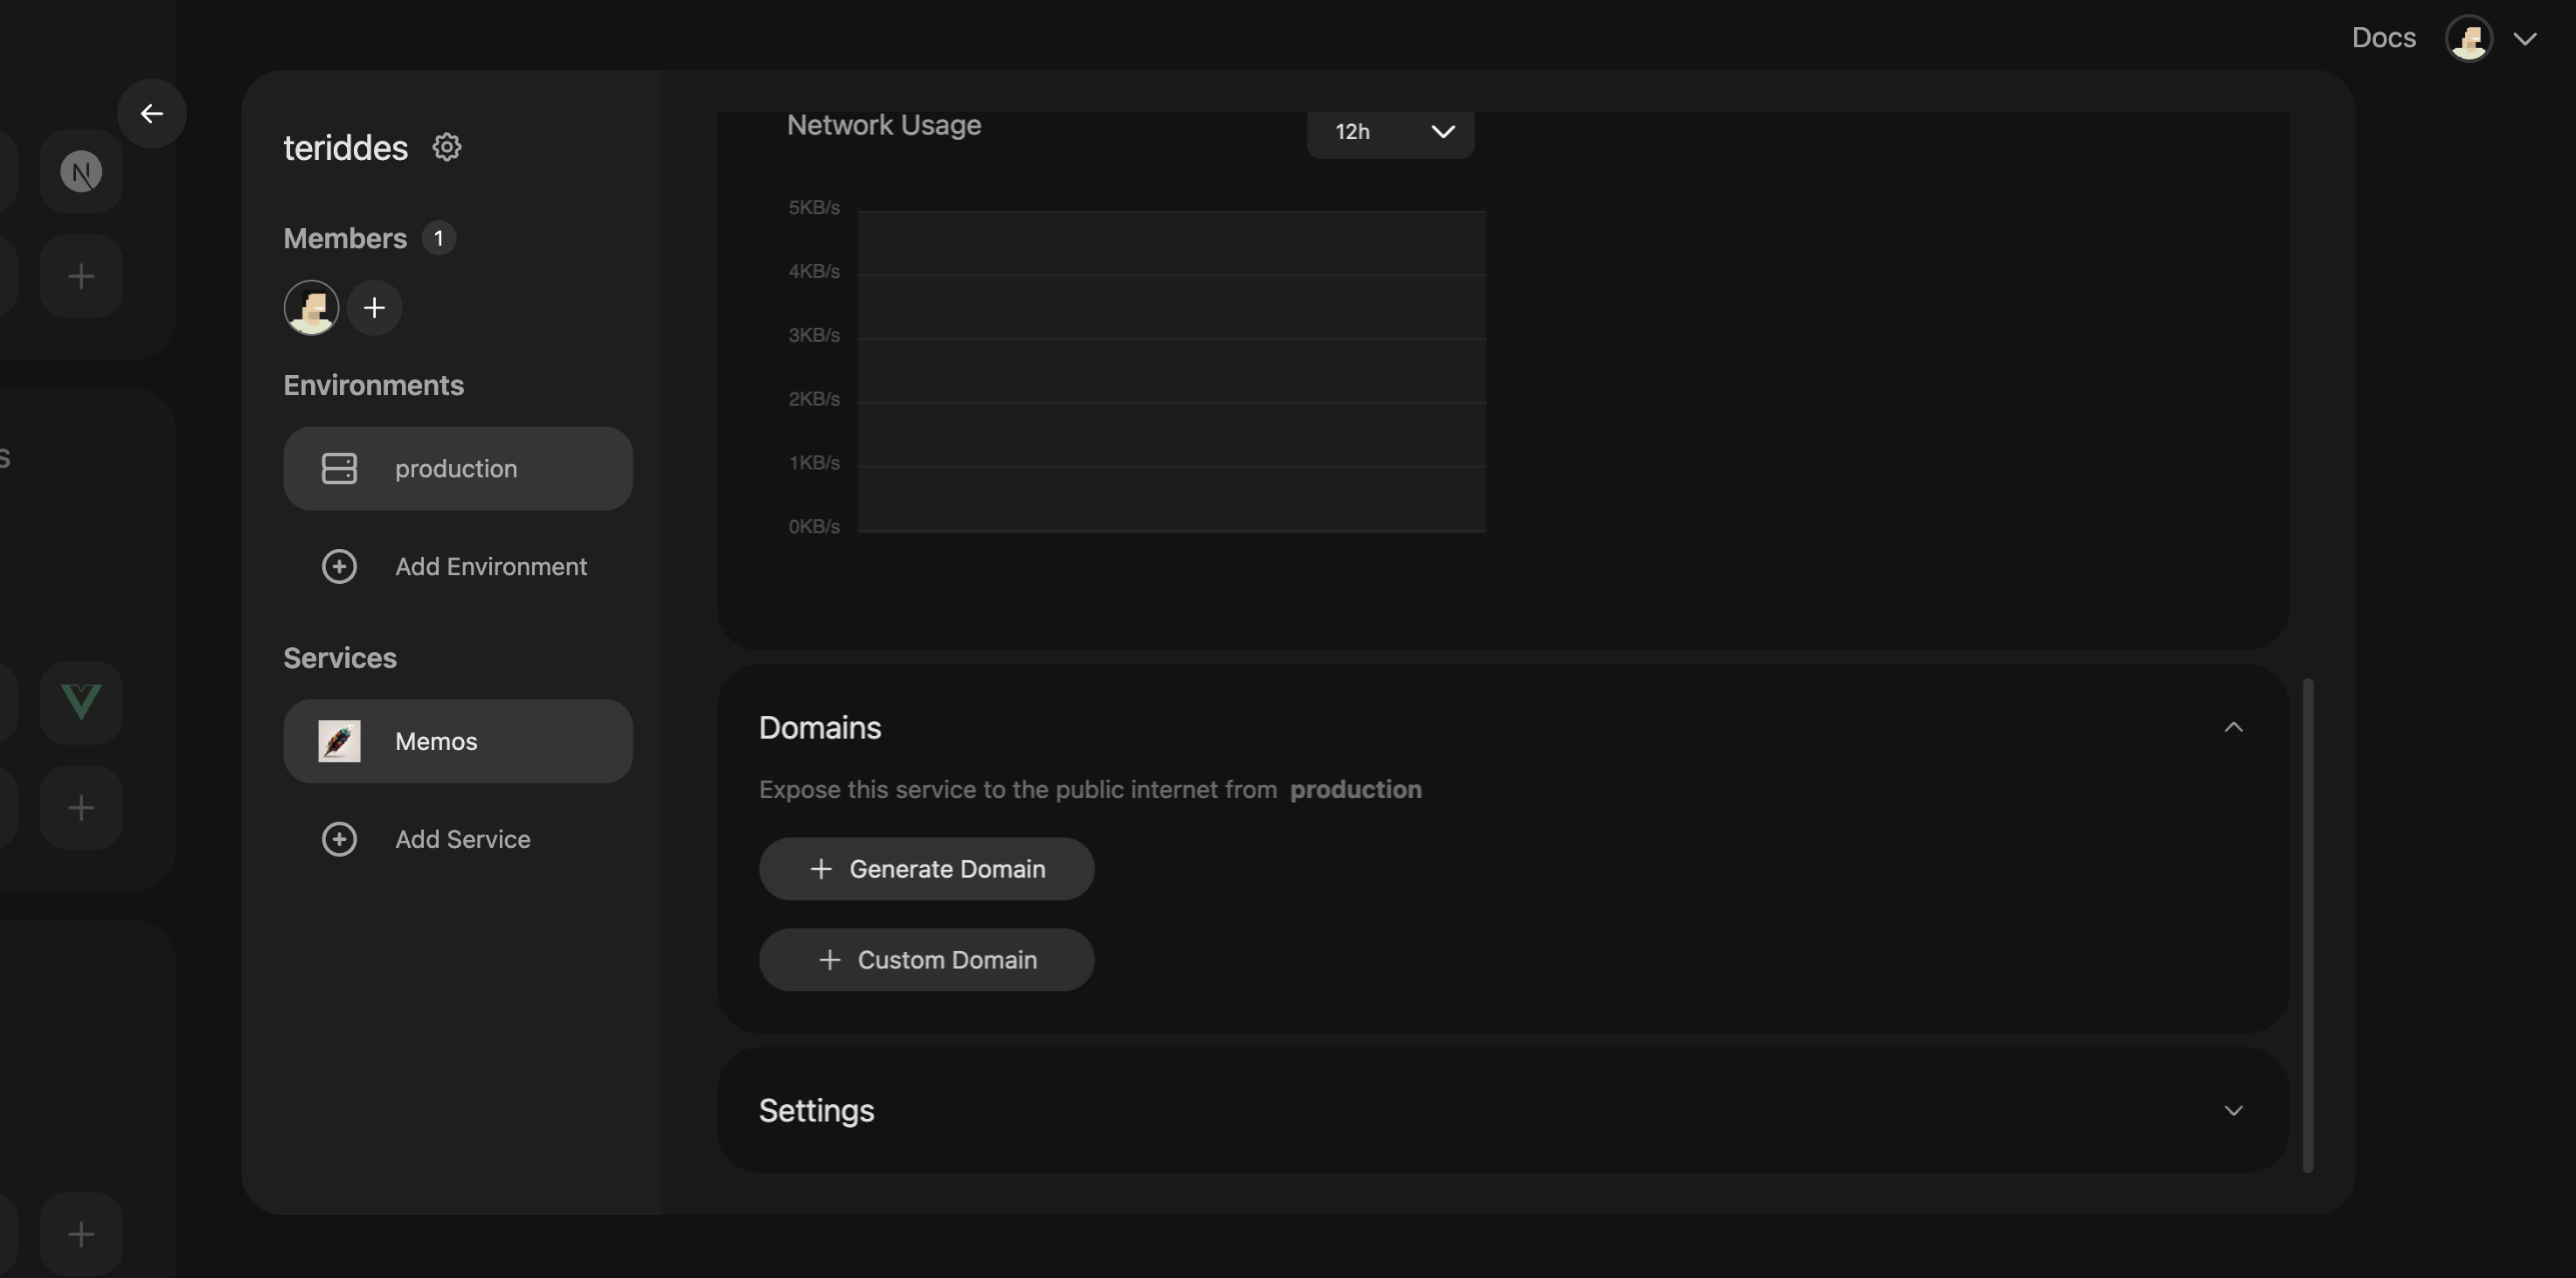 Docs
teriddes
Members 1
Environments
production
Add Environment
Services
Memos
Add Service
Network Usage
12h
5KB/s
4KB/s
3KB/s
2KB/s
1KB/s
0KB/s
Domains
Expose this service to the public internet from production
+ Generate Domain
+ Custom Domain
Settings
N
s